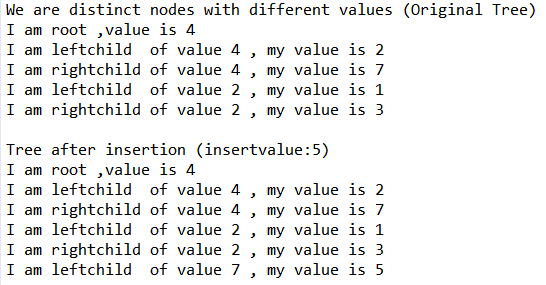 We are distinct nodes with different values (Original Tree)
I am root ,value is 4
I am leftchild  of value 4 , my value is 2
I am rightchild of value 4 , my value is 7
I am leftchild  of value 2 , my value is 1
I am rightchild of value 2 , my value is 3

Tree after insertion (insertvalue:5)
I am root ,value is 4
I am leftchild  of value 4 , my value is 2
I am rightchild of value 4 , my value is 7
I am leftchild  of value 2 , my value is 1
I am rightchild of value 2 , my value is 3
I am leftchild  of value 7 , my value is 5